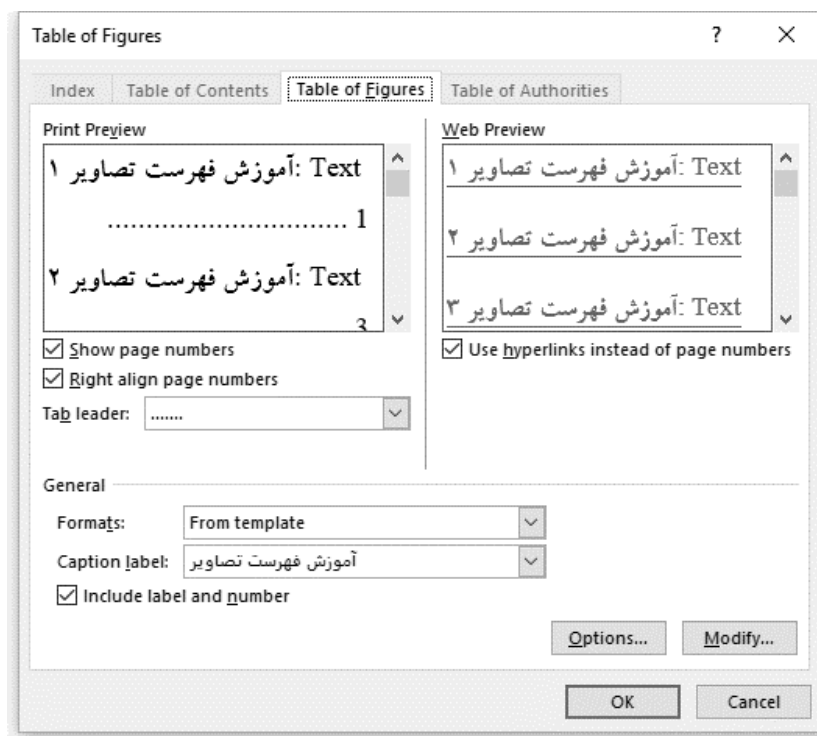 Table of Figures
Index Table of Contents Table of Figures Table of Authorities
Print Preview
آموزش فهرست تصاویر ۱ :Text
.............................. 1
آموزش فهرست تصاویر ۲ :Text
3
Show page numbers
Right align page numbers
Tab leader: .......
Web Preview
آموزش فهرست تصاویر ۱ :Text
آموزش فهرست تصاویر ۲ :Text
آموزش فهرست تصاویر ۳ :Text
Use hyperlinks instead of page numbers
General
Formats: From template
Caption label: آموزش فهرست تصاویر
Include label and number
Options... Modify...
OK Cancel